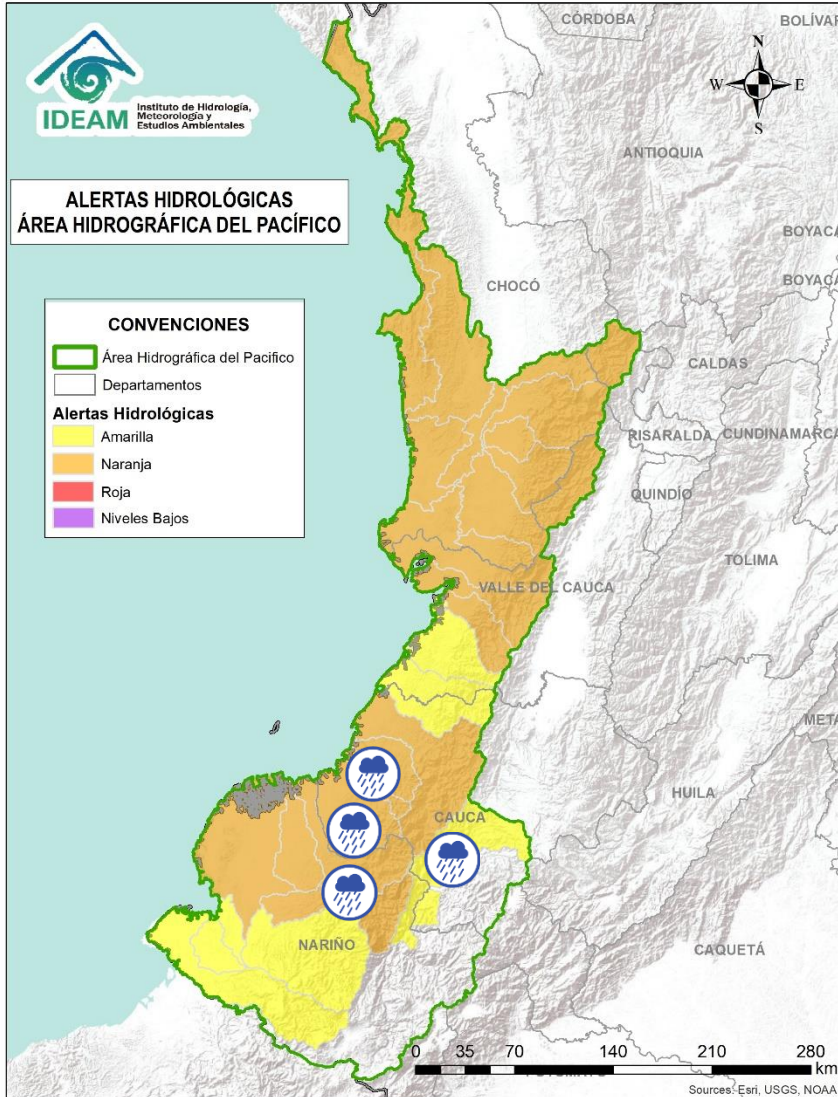 CÓRDOBA
BOLÍVAR
N
W
E
S
IDEAM
Instituto de Hidrología,
Meteorología y
Estudios Ambientales
ANTIOQUIA
ALERTAS HIDROLÓGICAS
ÁREA HIDROGRÁFICA DEL PACÍFICO
BOYACÁ
BOYACÁ
CHOCÓ
CONVENCIONES
Área Hidrográfica del Pacifico
Departamentos
Alertas Hidrológicas
Amarilla
Naranja
Roja
Niveles Bajos
CALDAS
RISARALDA
CUNDINAMARCA
QUINDÍO
TOLIMA
VALLE DEL CAUCA
META
HUILA
CAUCA
NARIÑO
CAQUETÁ
0 35 70 140 210 280
km
Sources: Esri, USGS, NOAA